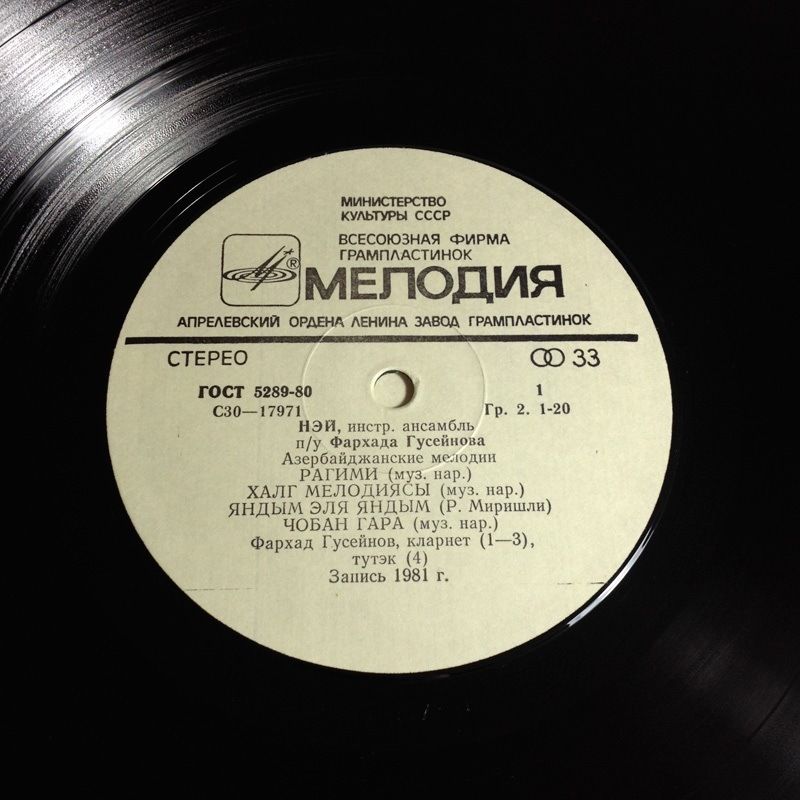 МИНИСТЕРСТВО
КУЛЬТУРЫ СССР
ВСЕСОЮЗНАЯ ФИРМА
ГРАМПЛАСТИНОК
® МЕЛОДИЯ
АПРЕЛЕВСКИЙ ОРДЕНА ЛЕНИНА ЗАВОД ГРАМПЛАСТИНОК
СТЕРЕО 33
ГОСТ 5289-80 1
С30—17971 Гр. 2. 1-20
НЭЙ, инстр. ансамбль
п/у Фархада Гусейнова
Азербайджанские мелодии
РАГИМИ (муз. нар.)
ХАЛГ МЕЛОДИЯСЫ (муз. нар.)
ЯНДЫМ ЭЛЯ ЯНДЫМ (Р. Миришли)
ЧОБАН ГАРА (муз. нар.)
Фархад Гусейнов, кларнет (1—3),
тутэк (4)
Запись 1981 г.